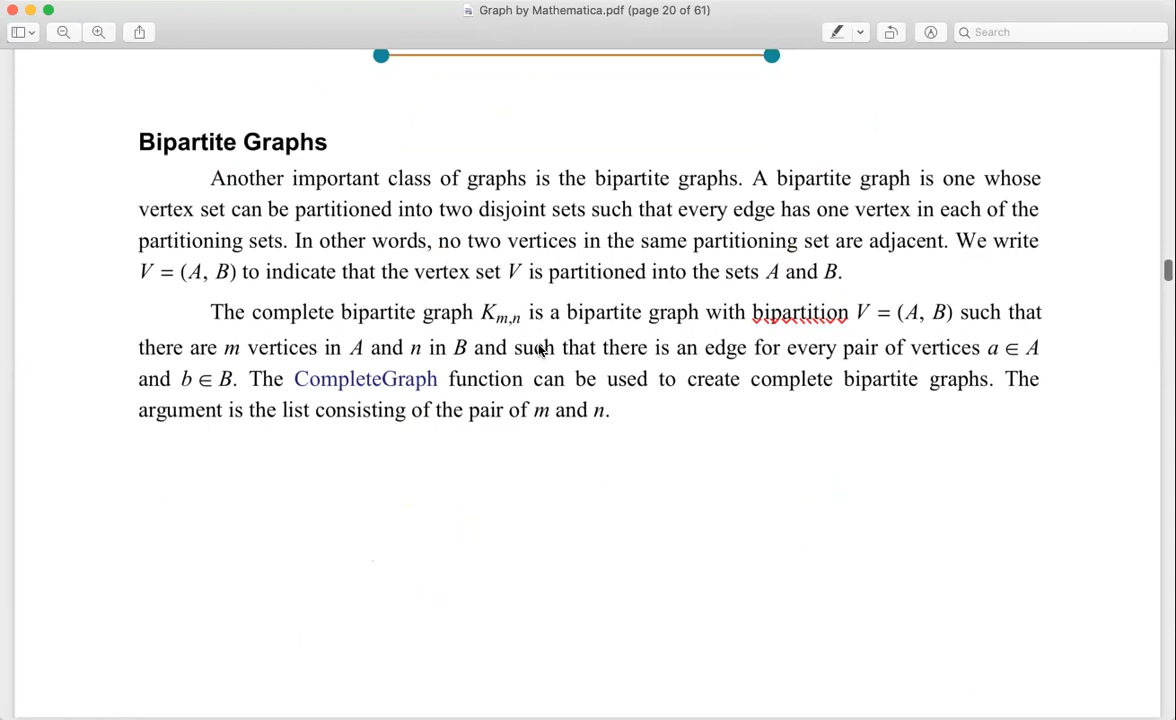 Graph by Mathematica.pdf (page 20 of 61)
Search
Bipartite Graphs
Another important class of graphs is the bipartite graphs. A bipartite graph is one whose
vertex set can be partitioned into two disjoint sets such that every edge has one vertex in each of the
partitioning sets. In other words, no two vertices in the same partitioning set are adjacent. We write
V = (A, B) to indicate that the vertex set V is partitioned into the sets A and B.
The complete bipartite graph Kₘ,ₙ is a bipartite graph with bipartition V = (A, B) such that
there are m vertices in A and n in B and such that there is an edge for every pair of vertices a ∈ A
and b ∈ B. The CompleteGraph function can be used to create complete bipartite graphs. The
argument is the list consisting of the pair of m and n.